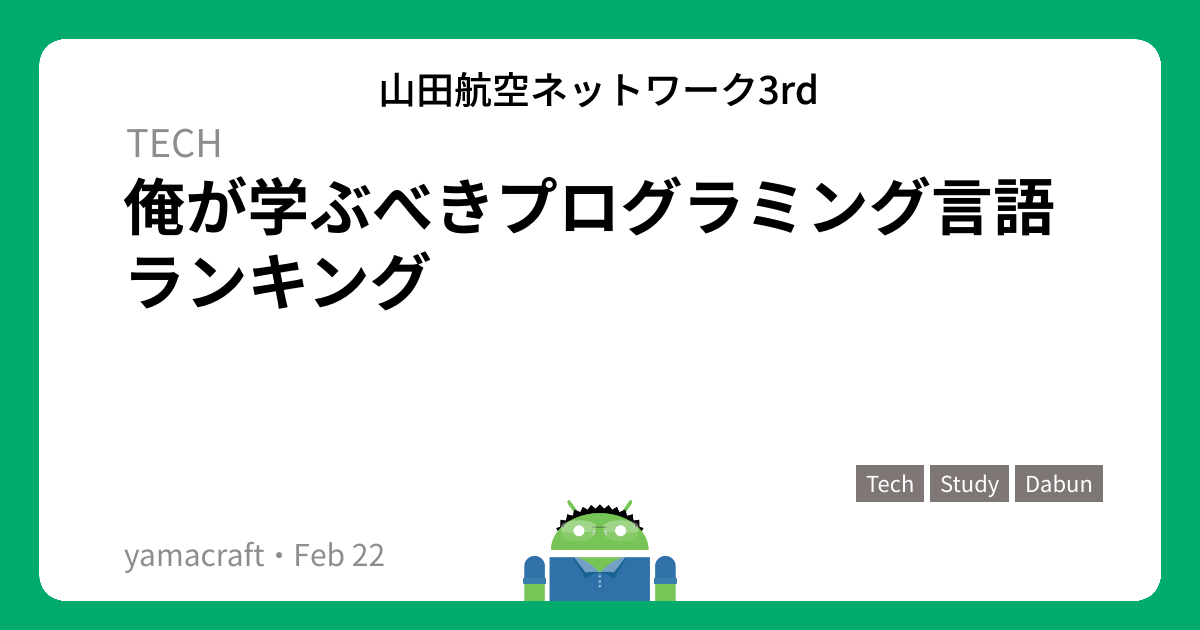 山田航空ネットワーク3rd
TECH
俺が学ぶべきプログラミング言語
ランキング
Tech Study Dabun
yamacraft・Feb 22